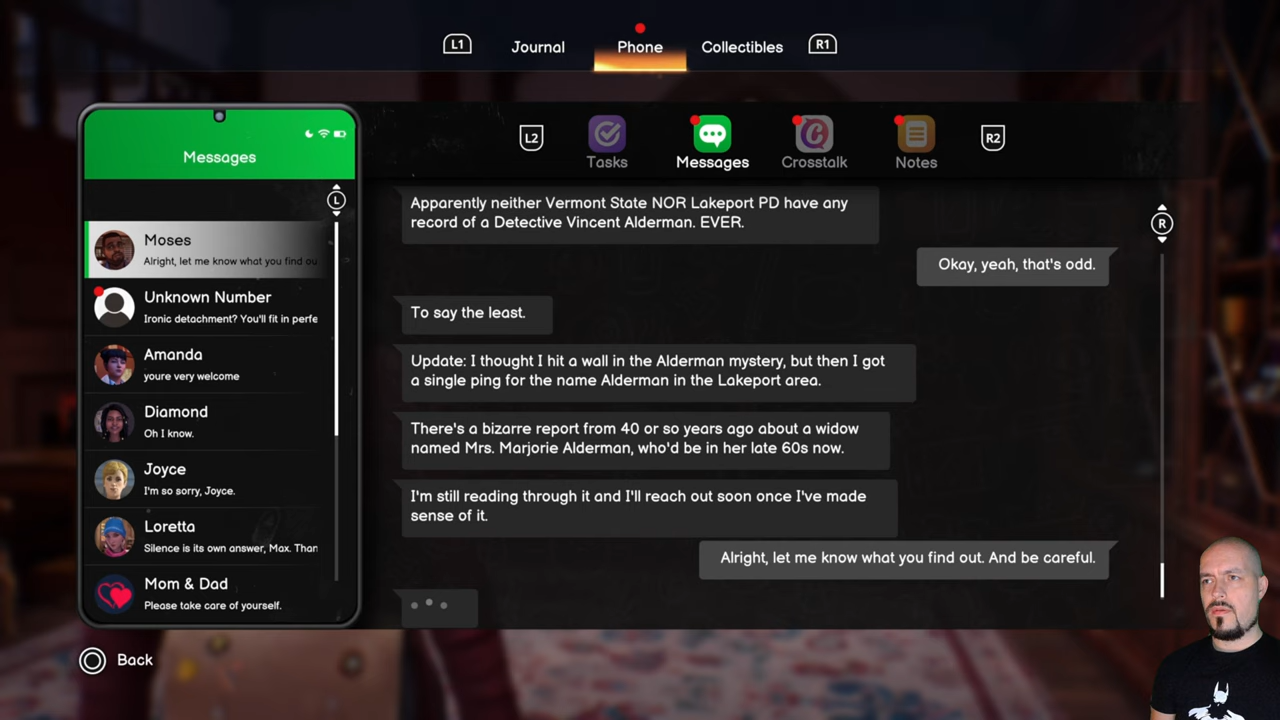 L1
Journal
Phone
Collectibles
R1
Messages
L
Moses
Alright, let me know what you find ou
Unknown Number
Ironic detachment? You'll fit in perfe
Amanda
youre very welcome
Diamond
Oh I know.
Joyce
I'm so sorry, Joyce.
Loretta
Silence is its own answer, Max. Than
Mom & Dad
Please take care of yourself.
L2
Tasks
Messages
Crosstalk
Notes
R2
Apparently neither Vermont State NOR Lakeport PD have any
record of a Detective Vincent Alderman. EVER.
Okay, yeah, that's odd.
To say the least.
Update: I thought I hit a wall in the Alderman mystery, but then I got
a single ping for the name Alderman in the Lakeport area.
There's a bizarre report from 40 or so years ago about a widow
named Mrs. Marjorie Alderman, who'd be in her late 60s now.
I'm still reading through it and I'll reach out soon once I've made
sense of it.
Alright, let me know what you find out. And be careful.
R
Back